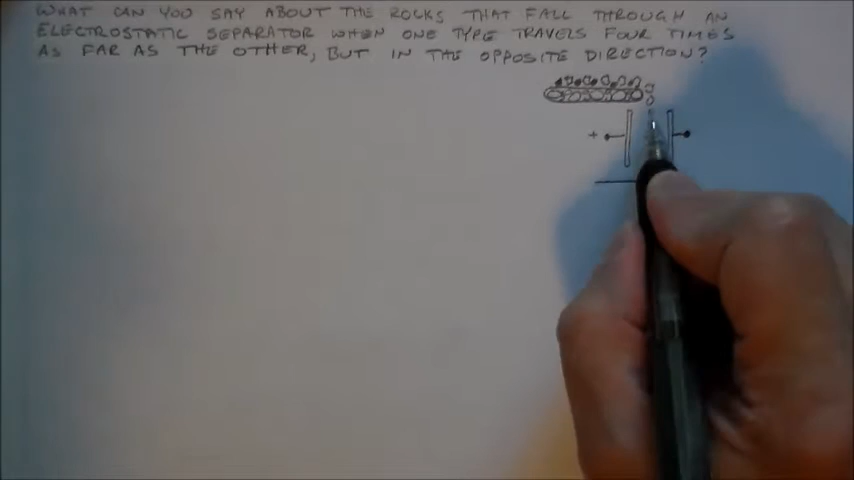 WHAT CAN YOU SAY ABOUT THE ROCKS THAT FALL THROUGH AN
ELECTROSTATIC SEPARATOR WHEN ONE TYPE TRAVELS FOUR TIMES
AS FAR AS THE OTHER, BUT IN THE OPPOSITE DIRECTION?
+